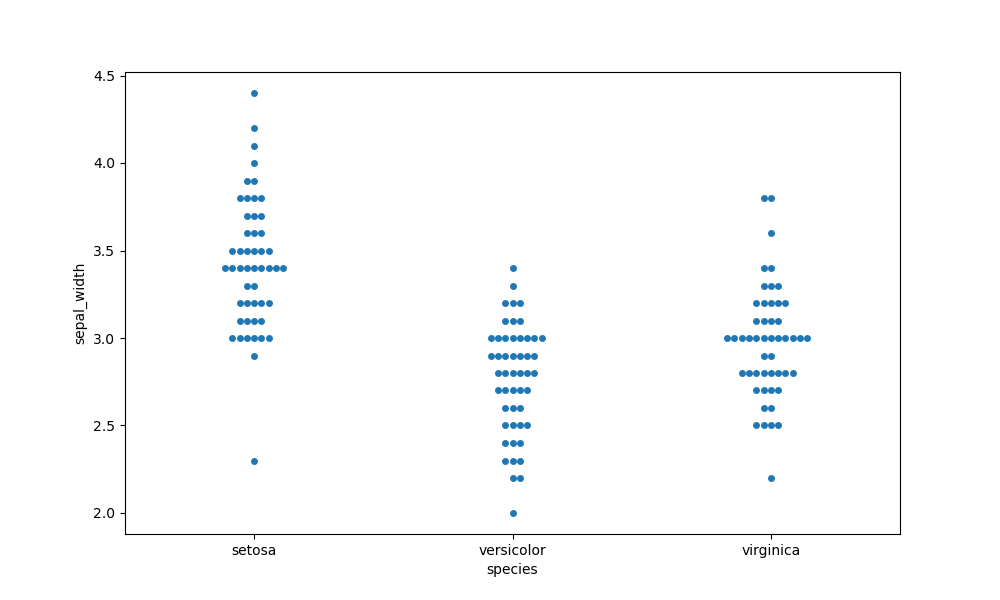 4.5
4.0
3.5
3.0
2.5
2.0
sepal_width
setosa
versicolor
virginica
species